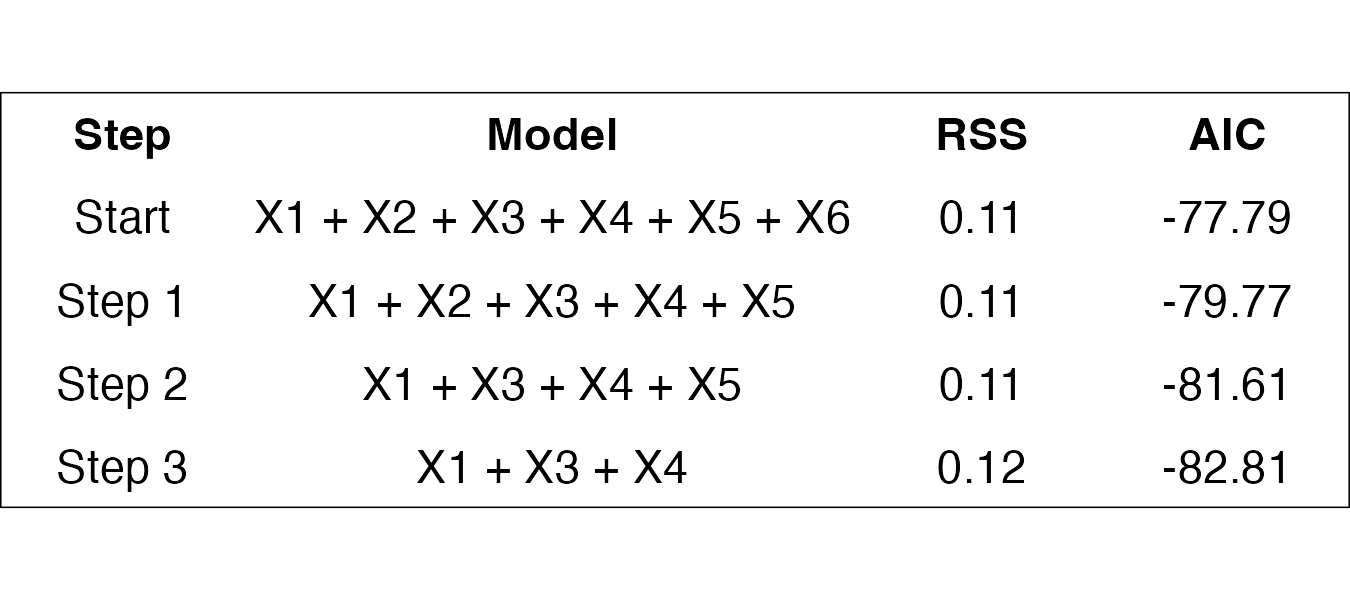 Step Model RSS AIC
Start X1 + X2 + X3 + X4 + X5 + X6 0.11 -77.79
Step 1 X1 + X2 + X3 + X4 + X5 0.11 -79.77
Step 2 X1 + X3 + X4 + X5 0.11 -81.61
Step 3 X1 + X3 + X4 0.12 -82.81